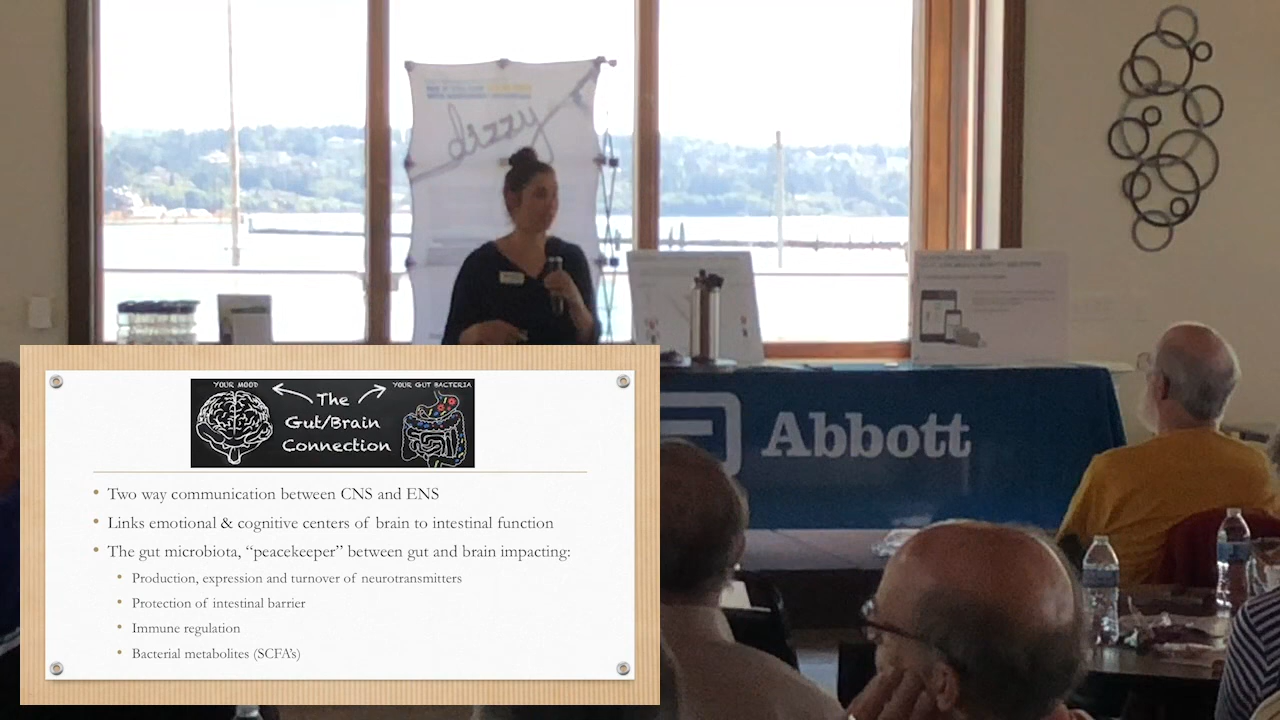 dizzy
Abbott
YOUR MOOD
YOUR GUT BACTERIA
The
Gut/Brain
Connection
• Two way communication between CNS and ENS
• Links emotional & cognitive centers of brain to intestinal function
• The gut microbiota, “peacekeeper” between gut and brain impacting:
• Production, expression and turnover of neurotransmitters
• Protection of intestinal barrier
• Immune regulation
• Bacterial metabolites (SCFA’s)